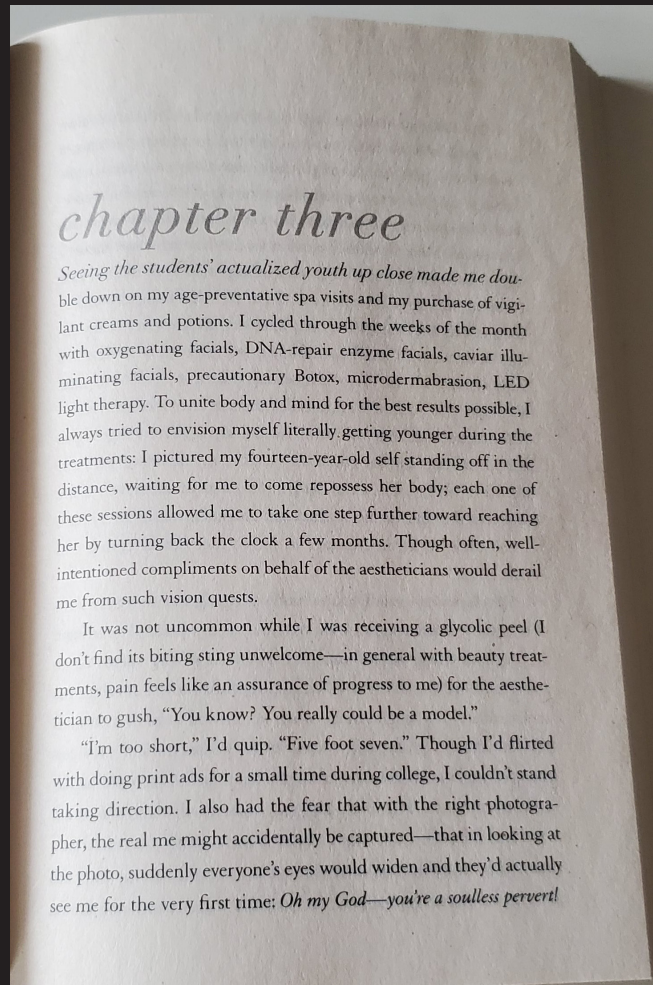 chapter three
Seeing the students' actualized youth up close made me dou-
ble down on my age-preventative spa visits and my purchase of vigi-
lant creams and potions. I cycled through the weeks of the month
with oxygenating facials, DNA-repair enzyme facials, caviar illu-
minating facials, precautionary Botox, microdermabrasion, LED
light therapy. To unite body and mind for the best results possible, I
always tried to envision myself literally getting younger during the
treatments: I pictured my fourteen-year-old self standing off in the
distance, waiting for me to come repossess her body; each one of
these sessions allowed me to take one step further toward reaching
her by turning back the clock a few months. Though often, well-
intentioned compliments on behalf of the aestheticians would derail
me from such vision quests.
It was not uncommon while I was receiving a glycolic peel (I
don't find its biting sting unwelcome—in general with beauty treat-
ments, pain feels like an assurance of progress to me) for the aesthe-
tician to gush, "You know? You really could be a model."
"I'm too short," I'd quip. "Five foot seven." Though I'd flirted
with doing print ads for a small time during college, I couldn't stand
taking direction. I also had the fear that with the right photogra-
pher, the real me might accidentally be captured—that in looking at
the photo, suddenly everyone's eyes would widen and they'd actually
see me for the very first time: Oh my God—you're a soulless pervert!